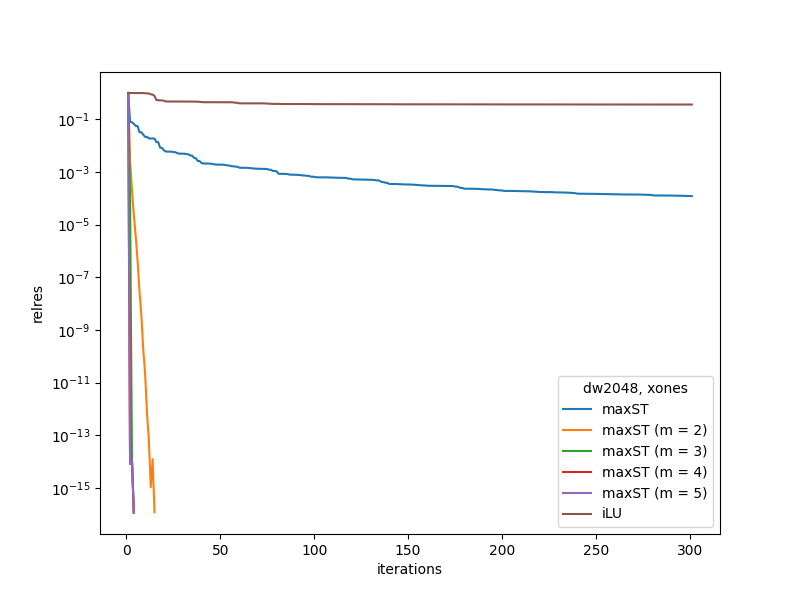 10⁻¹
10⁻³
10⁻⁵
10⁻⁷
10⁻⁹
10⁻¹¹
10⁻¹³
10⁻¹⁵
relres
0 50 100 150 200 250 300
iterations
dw2048, xones
maxST
maxST (m = 2)
maxST (m = 3)
maxST (m = 4)
maxST (m = 5)
iLU